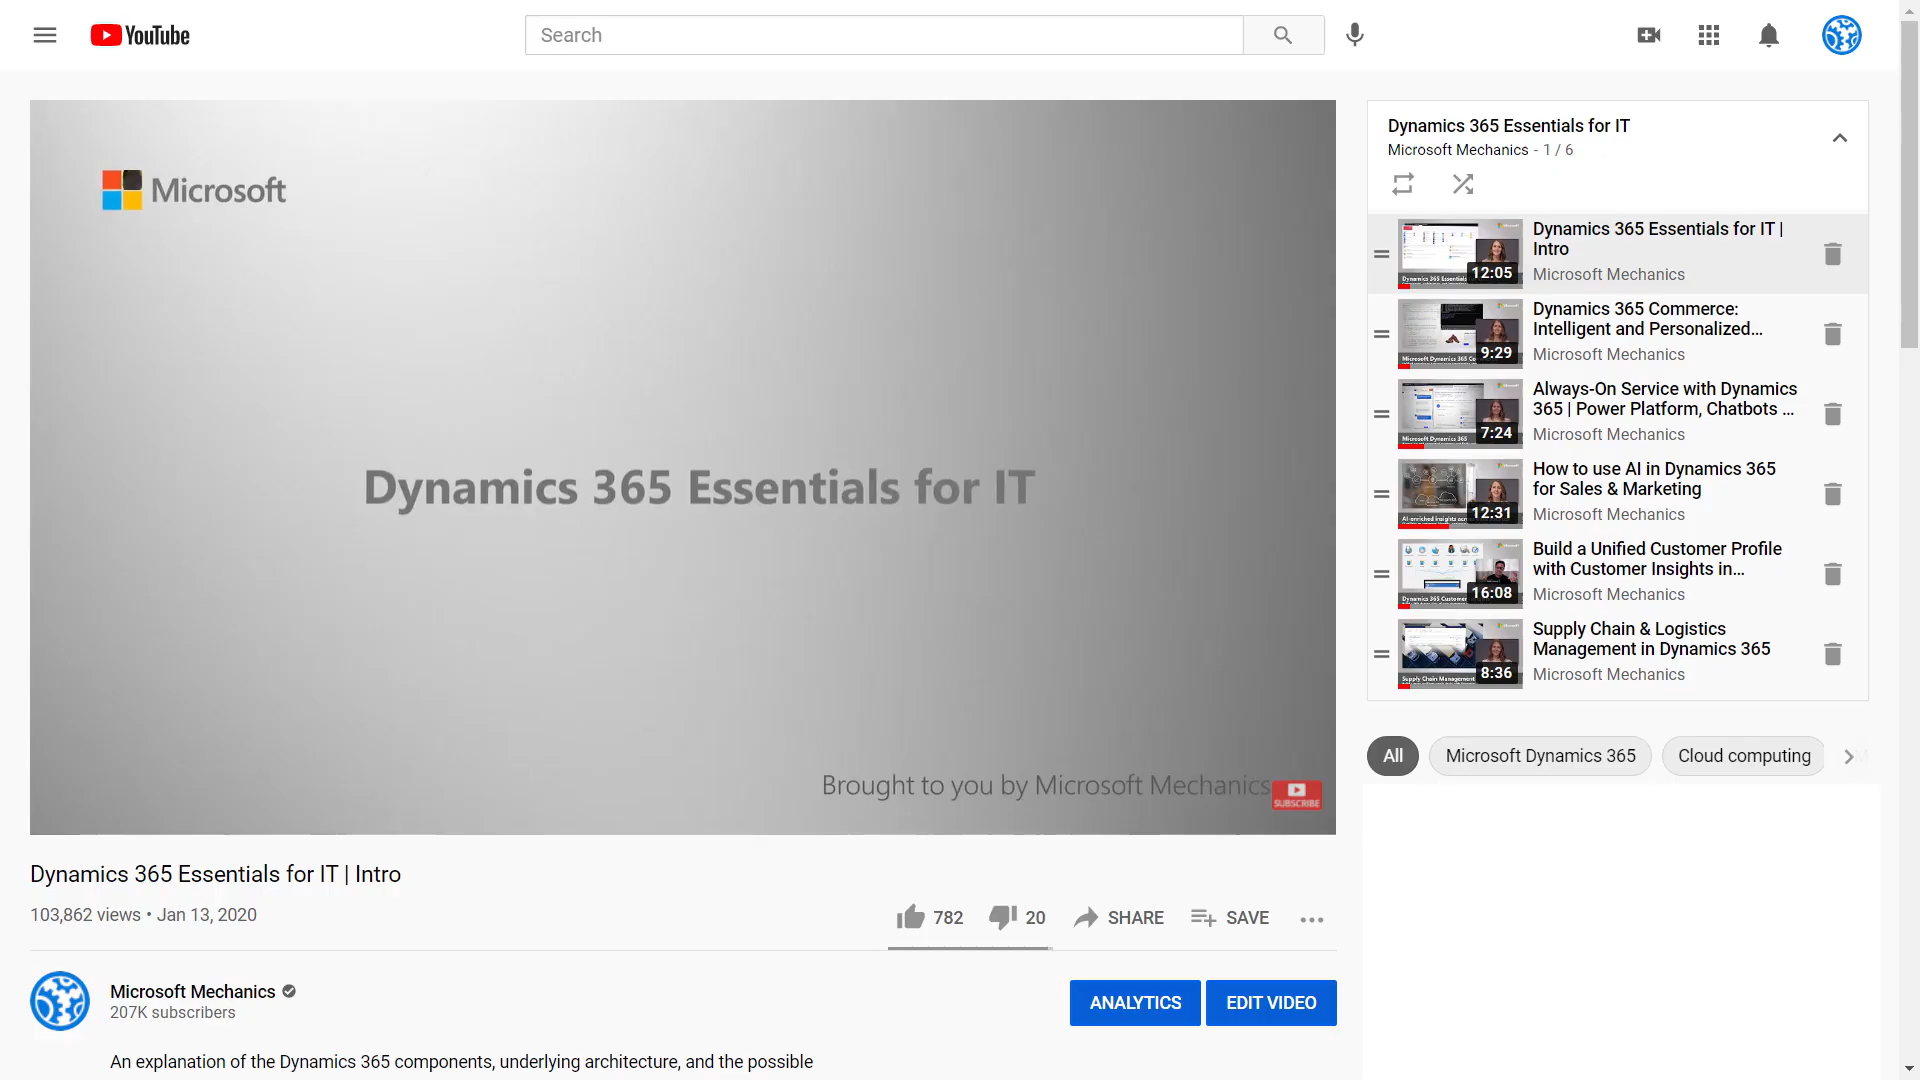 YouTube
Search
Microsoft
Dynamics 365 Essentials for IT
Brought to you by Microsoft Mechanics
SUBSCRIBE
Dynamics 365 Essentials for IT | Intro
103,862 views • Jan 13, 2020
782
20
SHARE
SAVE
Microsoft Mechanics
207K subscribers
ANALYTICS
EDIT VIDEO
An explanation of the Dynamics 365 components, underlying architecture, and the possible
Dynamics 365 Essentials for IT
Microsoft Mechanics - 1 / 6
12:05
Dynamics 365 Essentials for IT |
Intro
Microsoft Mechanics
9:29
Dynamics 365 Commerce:
Intelligent and Personalized...
Microsoft Mechanics
7:24
Always-On Service with Dynamics
365 | Power Platform, Chatbots ...
Microsoft Mechanics
12:31
How to use AI in Dynamics 365
for Sales & Marketing
Microsoft Mechanics
16:08
Build a Unified Customer Profile
with Customer Insights in...
Microsoft Mechanics
8:36
Supply Chain & Logistics
Management in Dynamics 365
Microsoft Mechanics
All
Microsoft Dynamics 365
Cloud computing